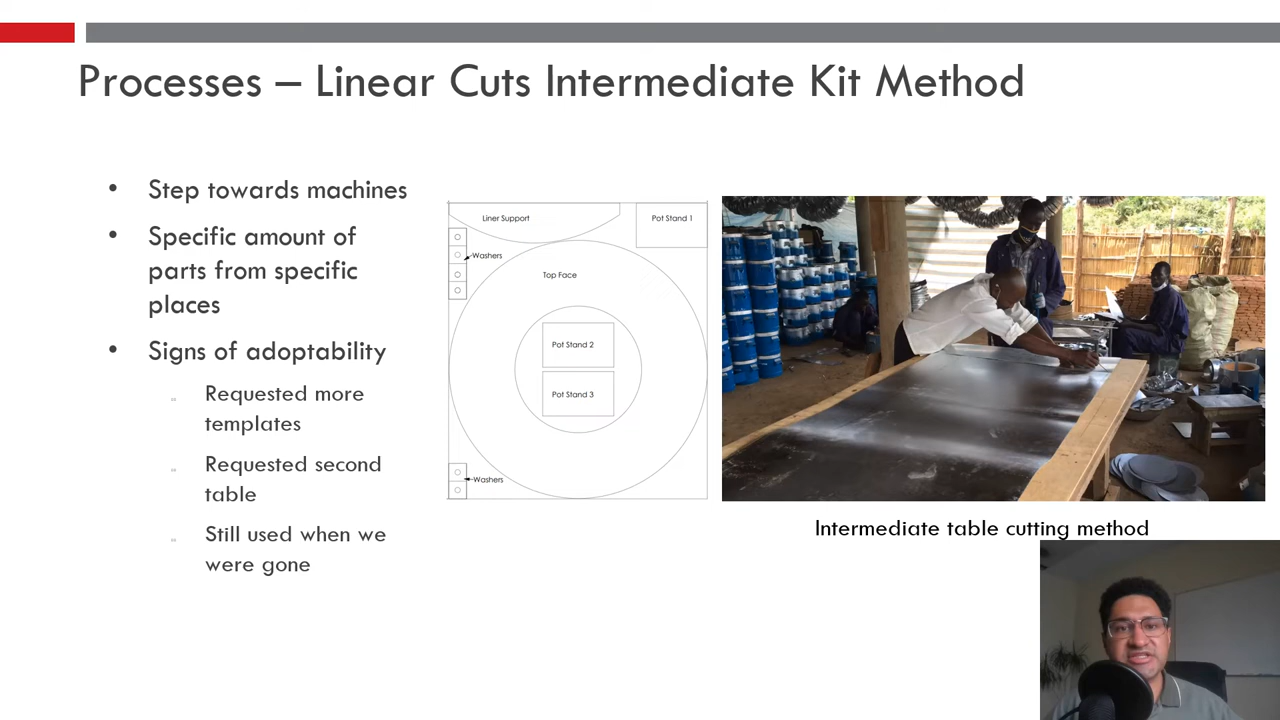 Processes – Linear Cuts Intermediate Kit Method
• Step towards machines
• Specific amount of
parts from specific
places
• Signs of adoptability
Requested more
templates
Requested second
table
Still used when we
were gone
Liner Support
Pot Stand 1
Washers
Top Face
Pot Stand 2
Pot Stand 3
Washers
Intermediate table cutting method